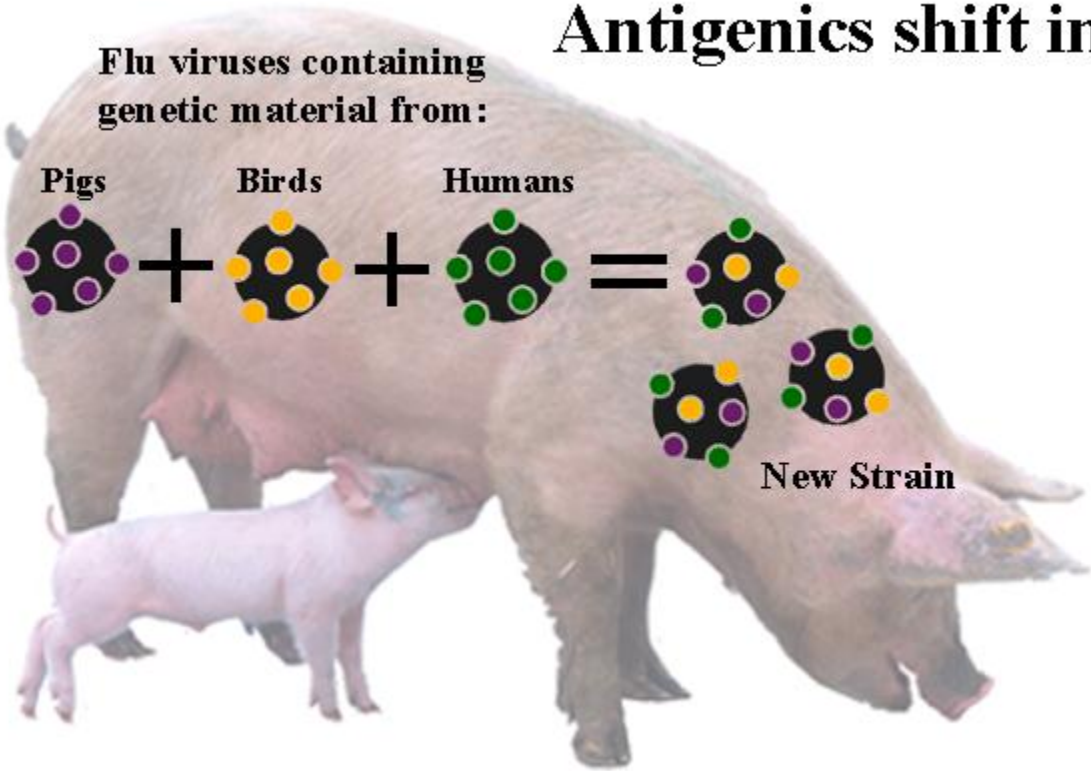 Antigenics shift in
Flu viruses containing
genetic material from:
Pigs
Birds
Humans
New Strain